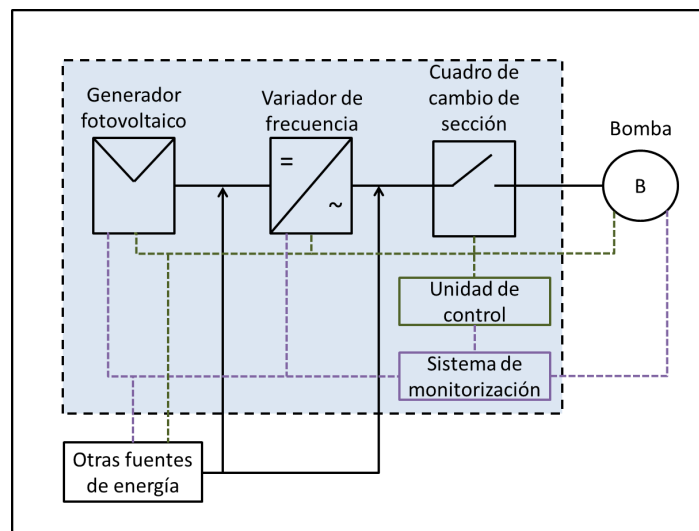 Generador
fotovoltaico
Variador de
frecuencia
Cuadro de
cambio de
sección
Bomba
=
~
B
Unidad de
control
Sistema de
monitorización
Otras fuentes
de energía